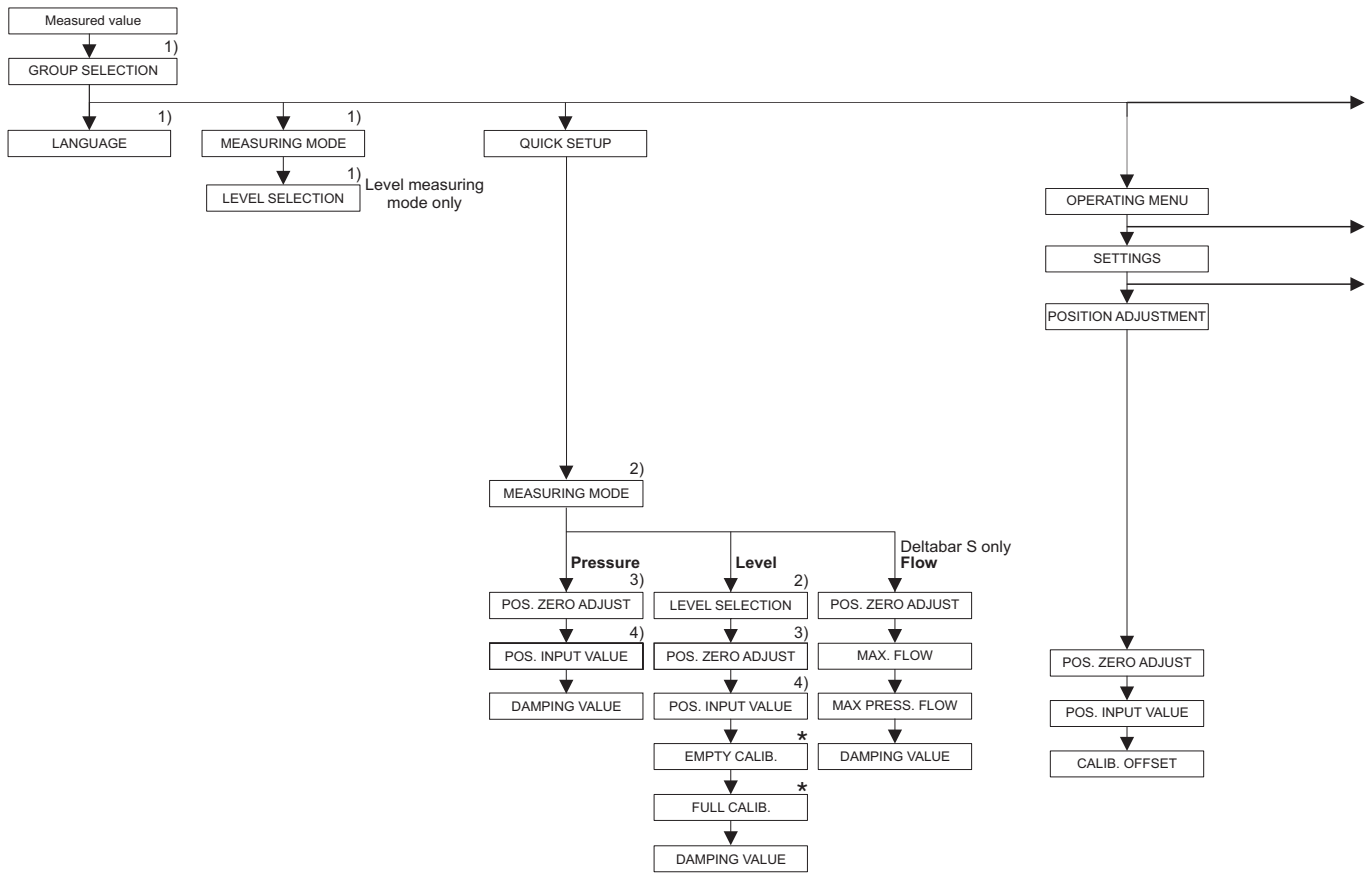 Measured value
1)
GROUP SELECTION
1)
LANGUAGE
1)
MEASURING MODE
1)
LEVEL SELECTION
Level measuring
mode only
QUICK SETUP
2)
MEASURING MODE
Pressure
3)
POS. ZERO ADJUST
4)
POS. INPUT VALUE
DAMPING VALUE
Level
2)
LEVEL SELECTION
3)
POS. ZERO ADJUST
4)
POS. INPUT VALUE
*
EMPTY CALIB.
*
FULL CALIB.
DAMPING VALUE
Deltabar S only
Flow
POS. ZERO ADJUST
MAX. FLOW
MAX PRESS. FLOW
DAMPING VALUE
OPERATING MENU
SETTINGS
POSITION ADJUSTMENT
POS. ZERO ADJUST
POS. INPUT VALUE
CALIB. OFFSET